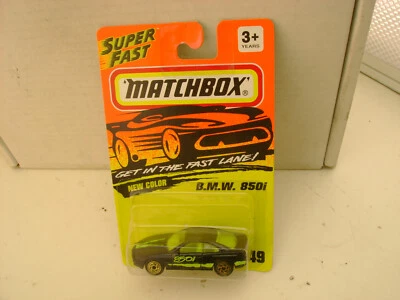 SUPER
FAST
3+
YEARS
MATCHBOX®
GET IN THE FAST LANE!
NEW COLOR
B.M.W. 850i
850i
49